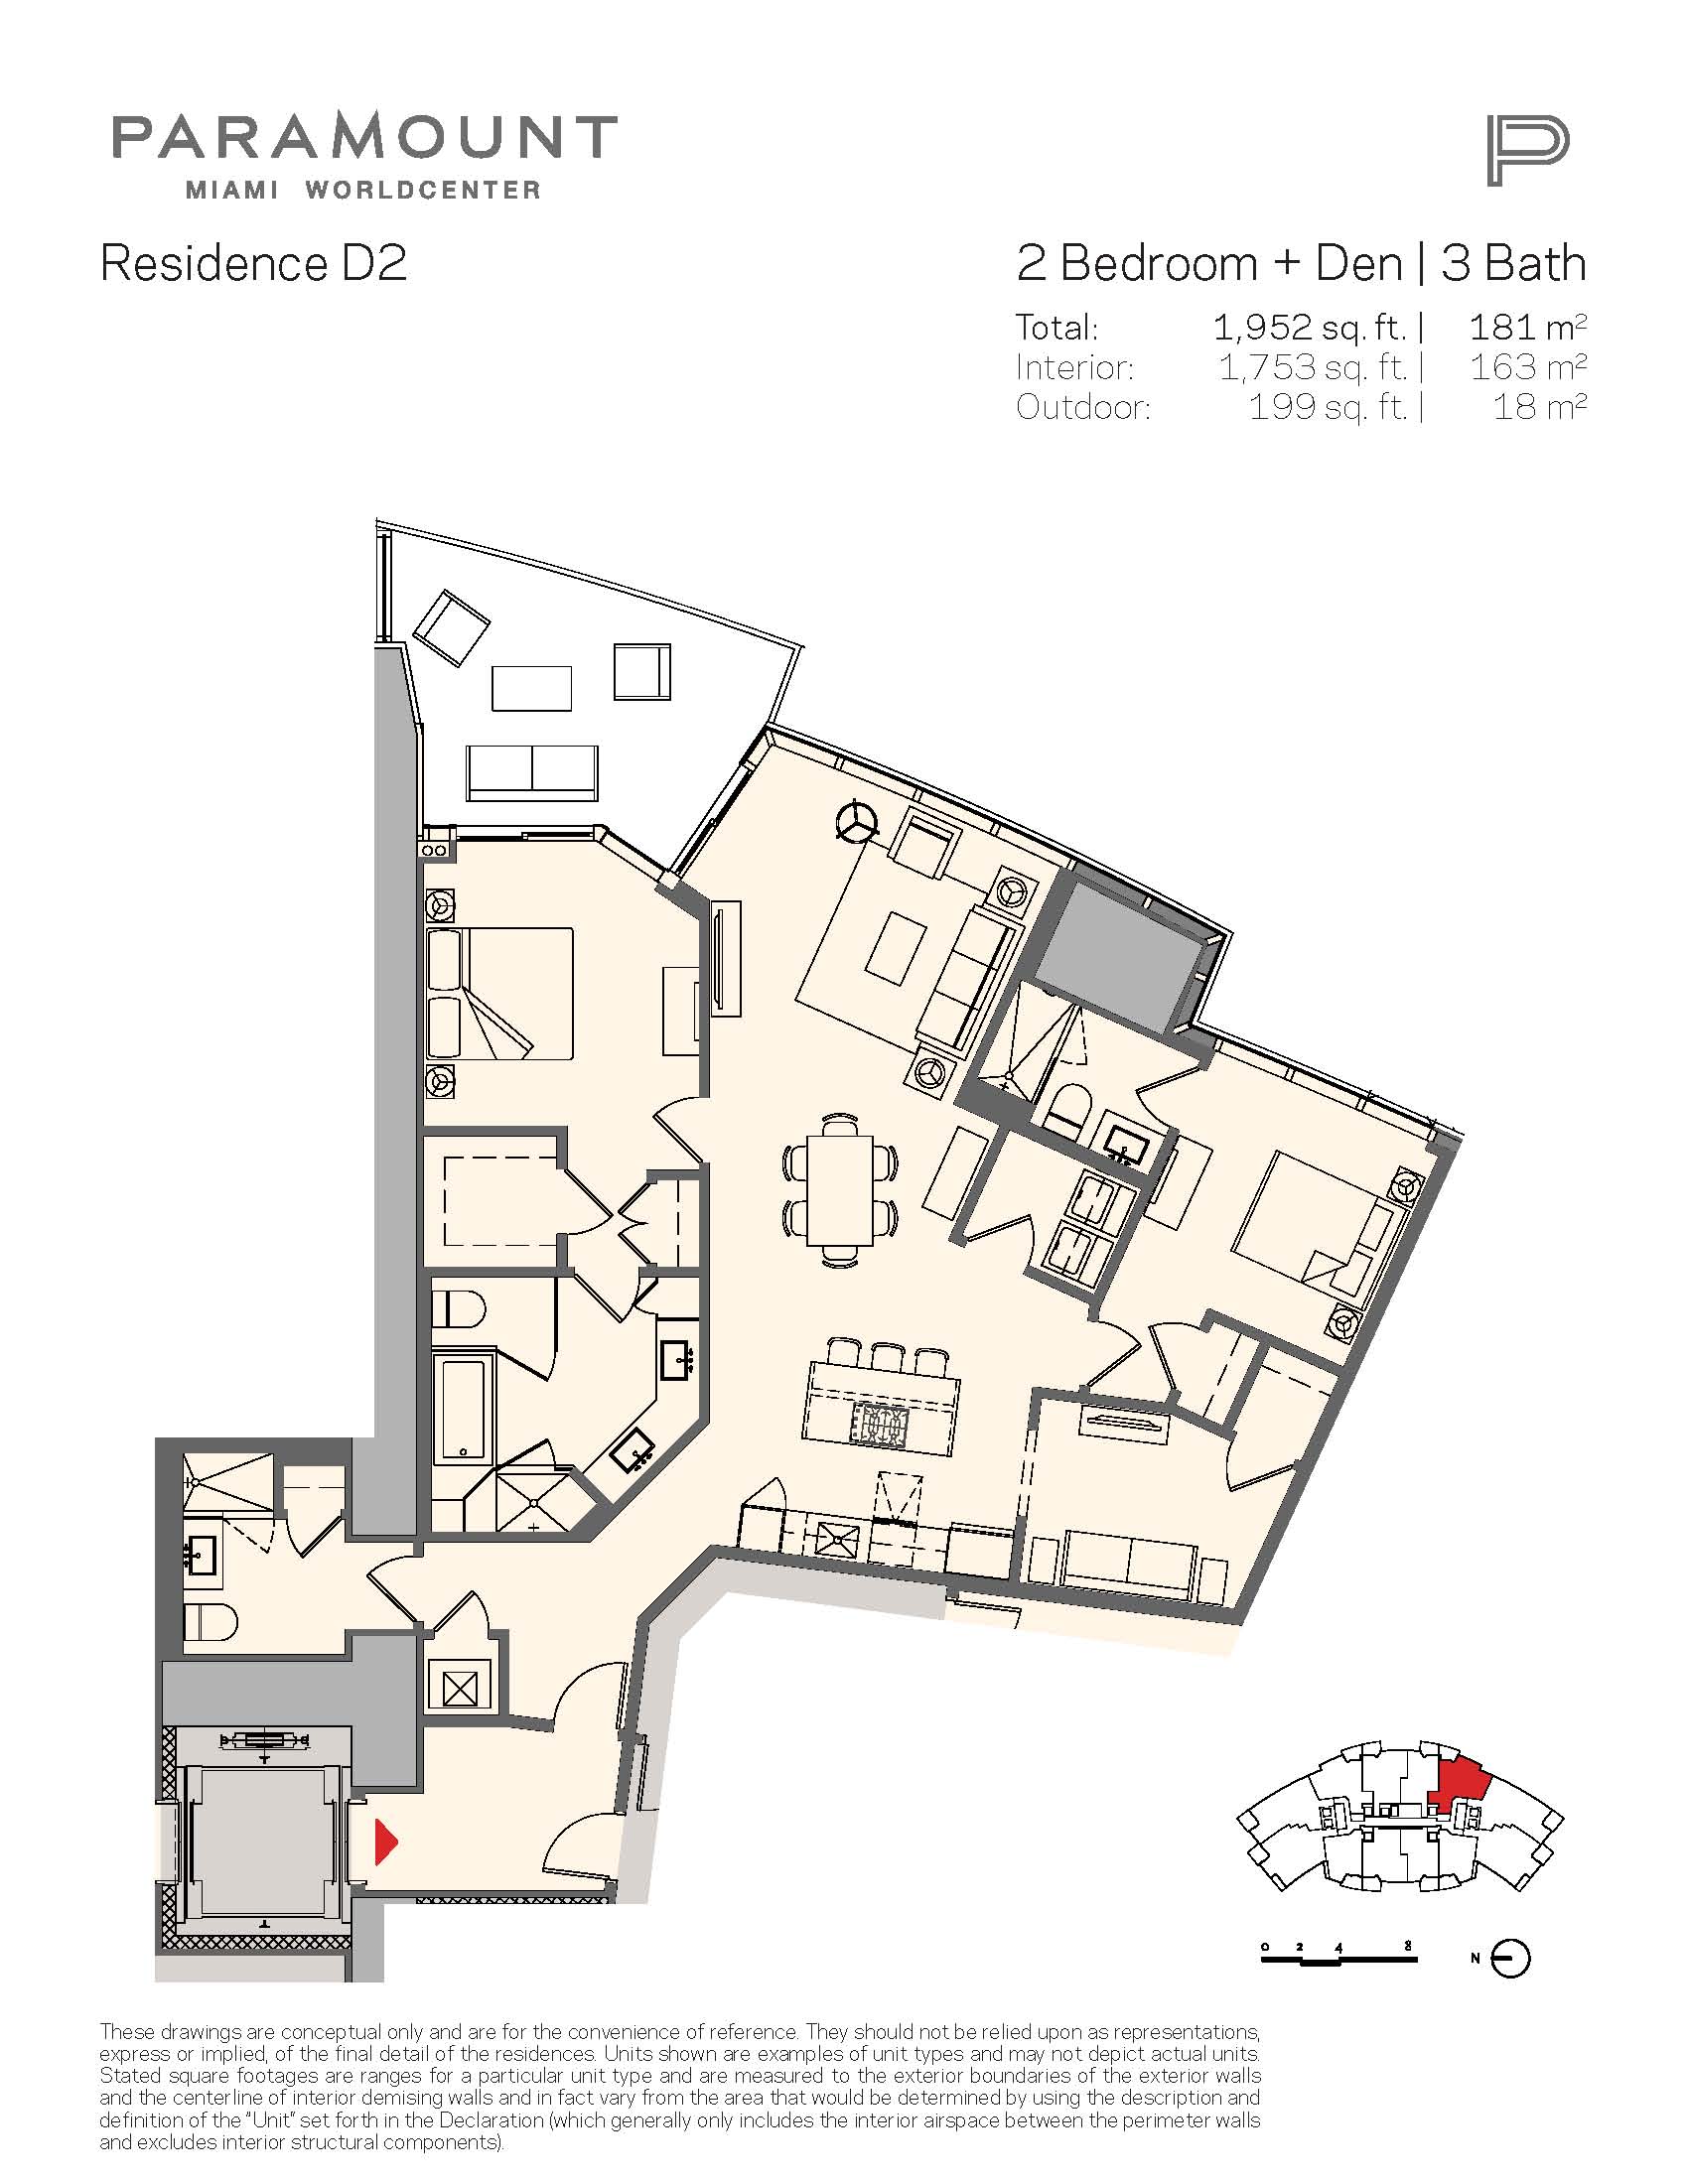 PARAMOUNT
MIAMI WORLDCENTER
Residence D2
2 Bedroom + Den | 3 Bath
Total: 1,952 sq. ft. | 181 m²
Interior: 1,753 sq. ft. | 163 m²
Outdoor: 199 sq. ft. | 18 m²
0 2 4 8
N
These drawings are conceptual only and are for the convenience of reference. They should not be relied upon as representations,
express or implied, of the final detail of the residences. Units shown are examples of unit types and may not depict actual units.
Stated square footages are ranges for a particular unit type and are measured to the exterior boundaries of the exterior walls
and the centerline of interior demising walls and in fact vary from the area that would be determined by using the description and
definition of the "Unit" set forth in the Declaration (which generally only includes the interior airspace between the perimeter walls
and excludes interior structural components).